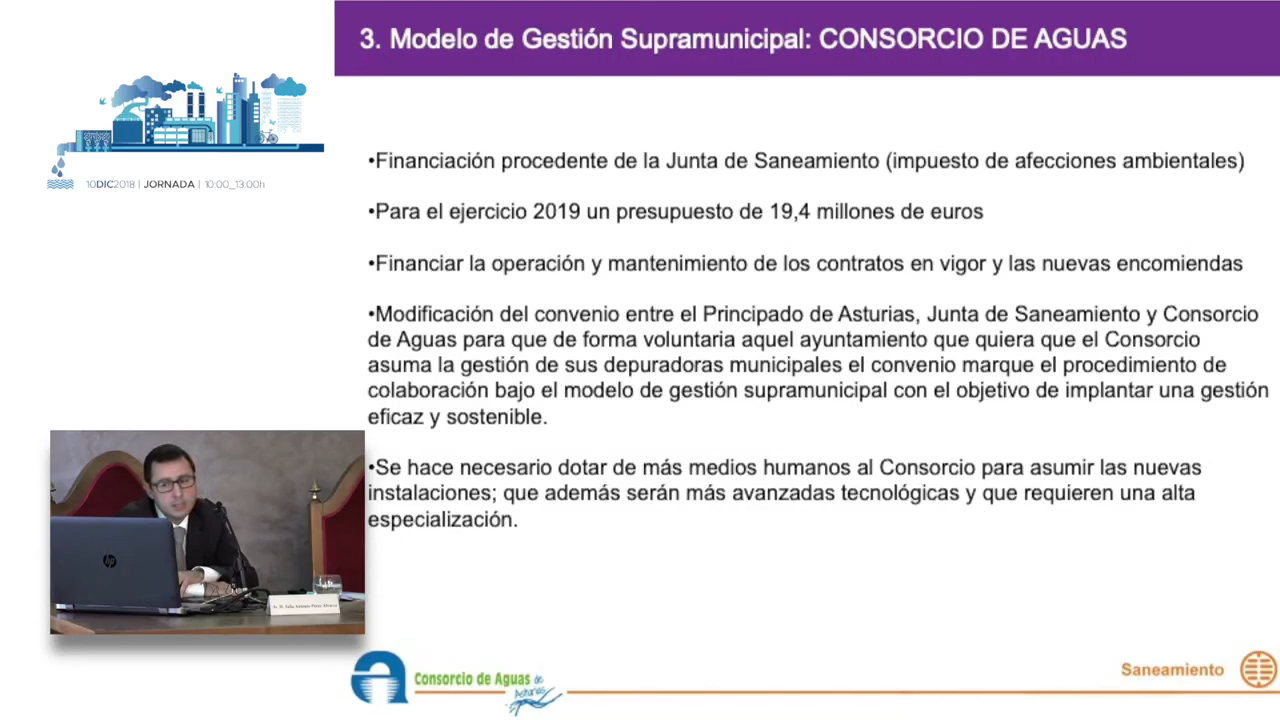 3. Modelo de Gestión Supramunicipal: CONSORCIO DE AGUAS
10DIC2018 | JORNADA | 10:00_13:00h
•Financiación procedente de la Junta de Saneamiento (impuesto de afecciones ambientales)
•Para el ejercicio 2019 un presupuesto de 19,4 millones de euros
•Financiar la operación y mantenimiento de los contratos en vigor y las nuevas encomiendas
•Modificación del convenio entre el Principado de Asturias, Junta de Saneamiento y Consorcio
de Aguas para que de forma voluntaria aquel ayuntamiento que quiera que el Consorcio
asuma la gestión de sus depuradoras municipales el convenio marque el procedimiento de
colaboración bajo el modelo de gestión supramunicipal con el objetivo de implantar una gestión
eficaz y sostenible.
•Se hace necesario dotar de más medios humanos al Consorcio para asumir las nuevas
instalaciones; que además serán más avanzadas tecnológicas y que requieren una alta
especialización.
hp
Consorcio de Aguas de
Asturias
Saneamiento